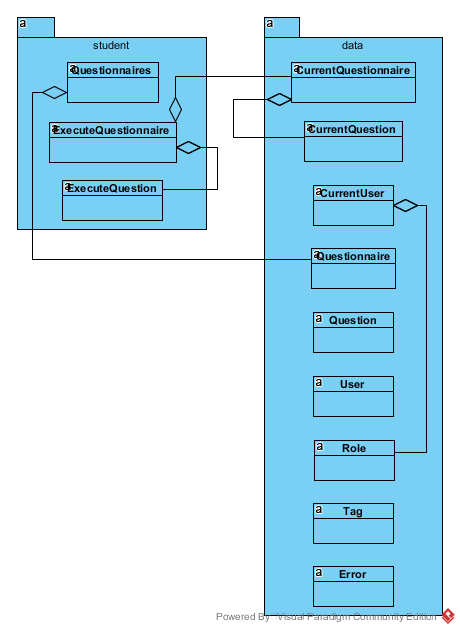 a
student
a
Questionnaires
a
ExecuteQuestionnaire
a
ExecuteQuestion
a
data
a
CurrentQuestionnaire
a
CurrentQuestion
a
CurrentUser
a
Questionnaire
a
Question
a
User
a
Role
a
Tag
a
Error
Powered By Visual Paradigm Community Edition